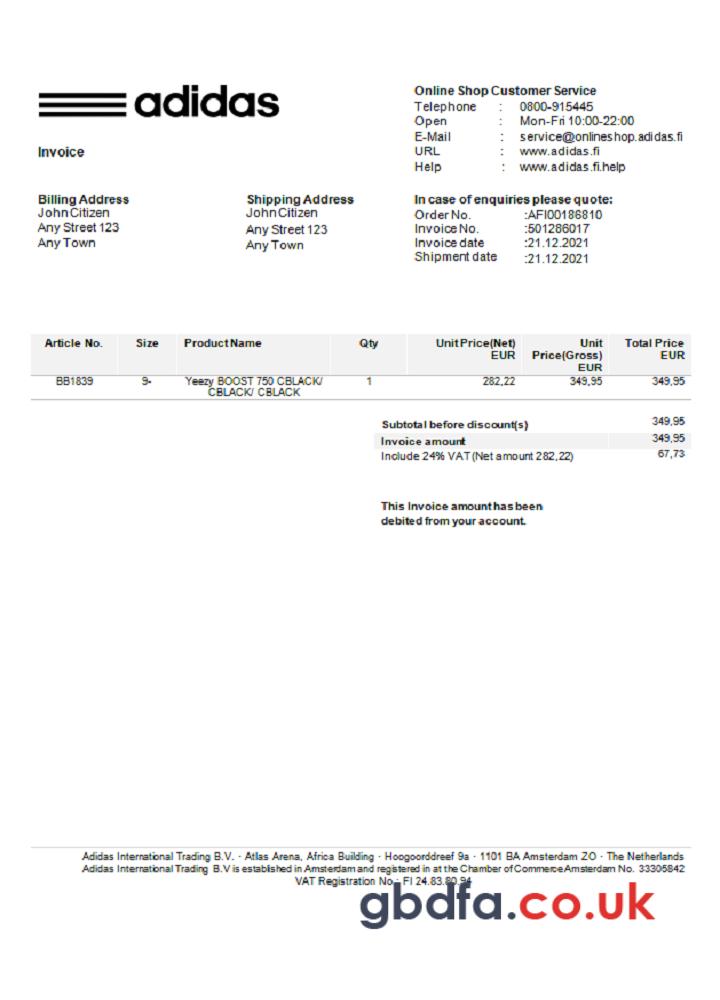 adidas
Online Shop Customer Service
Telephone : 0800-915445
Open : Mon-Fri 10:00-22:00
E-Mail : service@onlineshop.adidas.fi
URL : www.adidas.fi
Help : www.adidas.fi.help
Invoice
Billing Address
John Citizen
Any Street 123
Any Town
Shipping Address
John Citizen
Any Street 123
Any Town
In case of enquiries please quote:
Order No. :AFI00186810
Invoice No. :501286017
Invoice date :21.12.2021
Shipment date :21.12.2021
Article No. Size Product Name Qty Unit Price(Net) EUR Unit Price(Gross) EUR Total Price EUR
BB1839 9- Yeezy BOOST 750 CBLACK/ 1 282,22 349,95 349,95
CBLACK/ CBLACK
Subtotal before discount(s) 349,95
Invoice amount 349,95
Include 24% VAT (Net amount 282,22) 67,73
This Invoice amount has been
debited from your account.
Adidas International Trading B.V. · Atlas Arena, Africa Building · Hoogoorddreef 9a · 1101 BA Amsterdam ZO · The Netherlands
Adidas International Trading B.V is established in Amsterdam and registered in at the Chamber of Commerce Amsterdam No. 33305842
VAT Registration No.: FI 24.83.80.94
gbdfa.co.uk